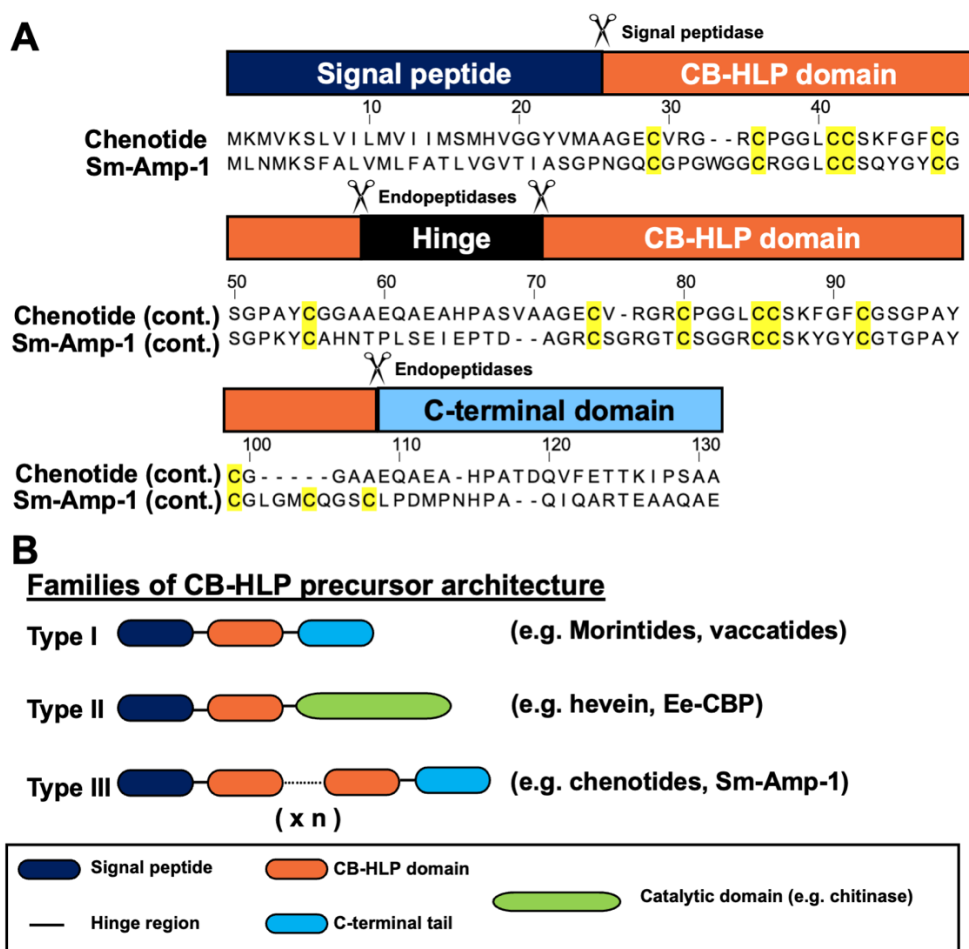 A
Signal peptidase
Signal peptide CB-HLP domain
10 20 30 40
Chenotide MKMVKSLVILMVIIMSMHVGGYVMAAGECVRG--RCPGGLCCSKFGFCG
Sm-Amp-1 MLNMKSFALVMLFATLVGVTIASGPNGQCGPGWGGCRGGLCCSQYGYCG
Endopeptidases
Hinge CB-HLP domain
50 60 70 80 90
Chenotide (cont.) SGPAYCGGAAEQAEAHPASVAAGECV-RGRCPGGLCCSKFGFCGSGPAY
Sm-Amp-1 (cont.) SGPKYCAHNTPLSEIEPTD--AGRCSGRGTCSGGRCCSKYGYCGTGPAY
Endopeptidases
C-terminal domain
100 110 120 130
Chenotide (cont.) CG-----GAAEQAEA-HPATDQVFETTKIPSAA
Sm-Amp-1 (cont.) CGLGMCQGSCLPDMPNHPA--QIQARTEAAQAE
B
Families of CB-HLP precursor architecture
Type I (e.g. Morintides, vaccatides)
Type II (e.g. hevein, Ee-CBP)
Type III (e.g. chenotides, Sm-Amp-1)
( x n )
Signal peptide CB-HLP domain Catalytic domain (e.g. chitinase)
Hinge region C-terminal tail